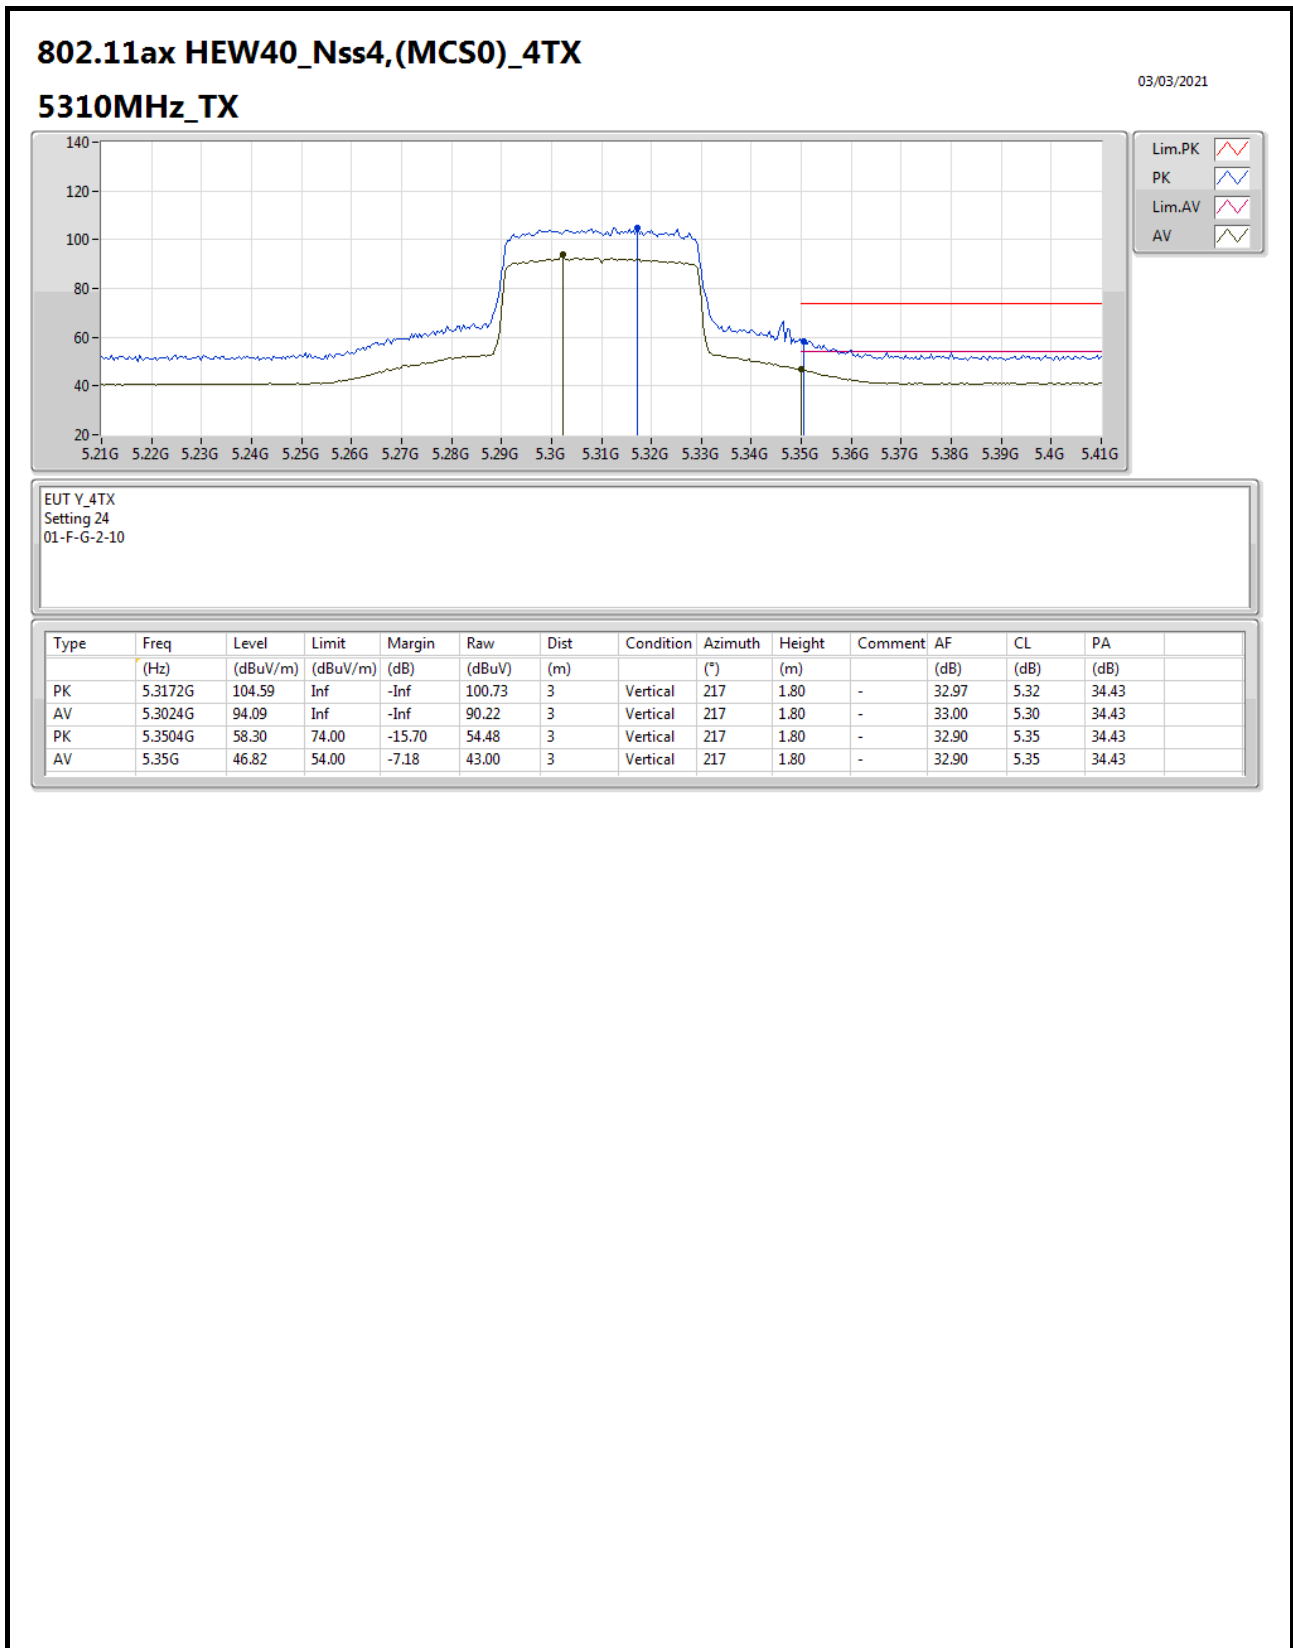 802.11ax HEW40_Nss4,(MCS0)_4TX
03/03/2021
5310MHz_TX
140
120
100
80
60
40
20
5.21G 5.22G 5.23G 5.24G 5.25G 5.26G 5.27G 5.28G 5.29G 5.3G 5.31G 5.32G 5.33G 5.34G 5.35G 5.36G 5.37G 5.38G 5.39G 5.4G 5.41G
Lim.PK
PK
Lim.AV
AV
EUT Y_4TX
Setting 24
01-F-G-2-10
Type Freq Level Limit Margin Raw Dist Condition Azimuth Height Comment AF CL PA
(Hz) (dBuV/m) (dBuV/m) (dB) (dBuV) (m) (°) (m) (dB) (dB) (dB)
PK 5.3172G 104.59 Inf -Inf 100.73 3 Vertical 217 1.80 - 32.97 5.32 34.43
AV 5.3024G 94.09 Inf -Inf 90.22 3 Vertical 217 1.80 - 33.00 5.30 34.43
PK 5.3504G 58.30 74.00 -15.70 54.48 3 Vertical 217 1.80 - 32.90 5.35 34.43
AV 5.35G 46.82 54.00 -7.18 43.00 3 Vertical 217 1.80 - 32.90 5.35 34.43